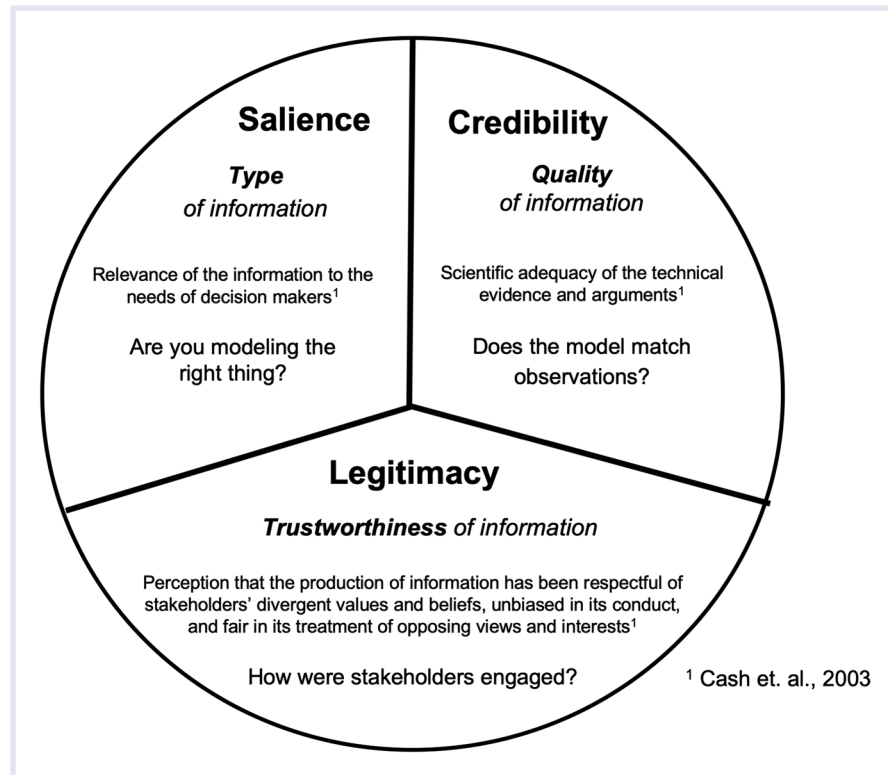 Salience
Type
of information
Relevance of the information to the
needs of decision makers¹
Are you modeling the
right thing?
Credibility
Quality
of information
Scientific adequacy of the technical
evidence and arguments¹
Does the model match
observations?
Legitimacy
Trustworthiness of information
Perception that the production of information has been respectful of
stakeholders’ divergent values and beliefs, unbiased in its conduct,
and fair in its treatment of opposing views and interests¹
How were stakeholders engaged?
¹ Cash et. al., 2003